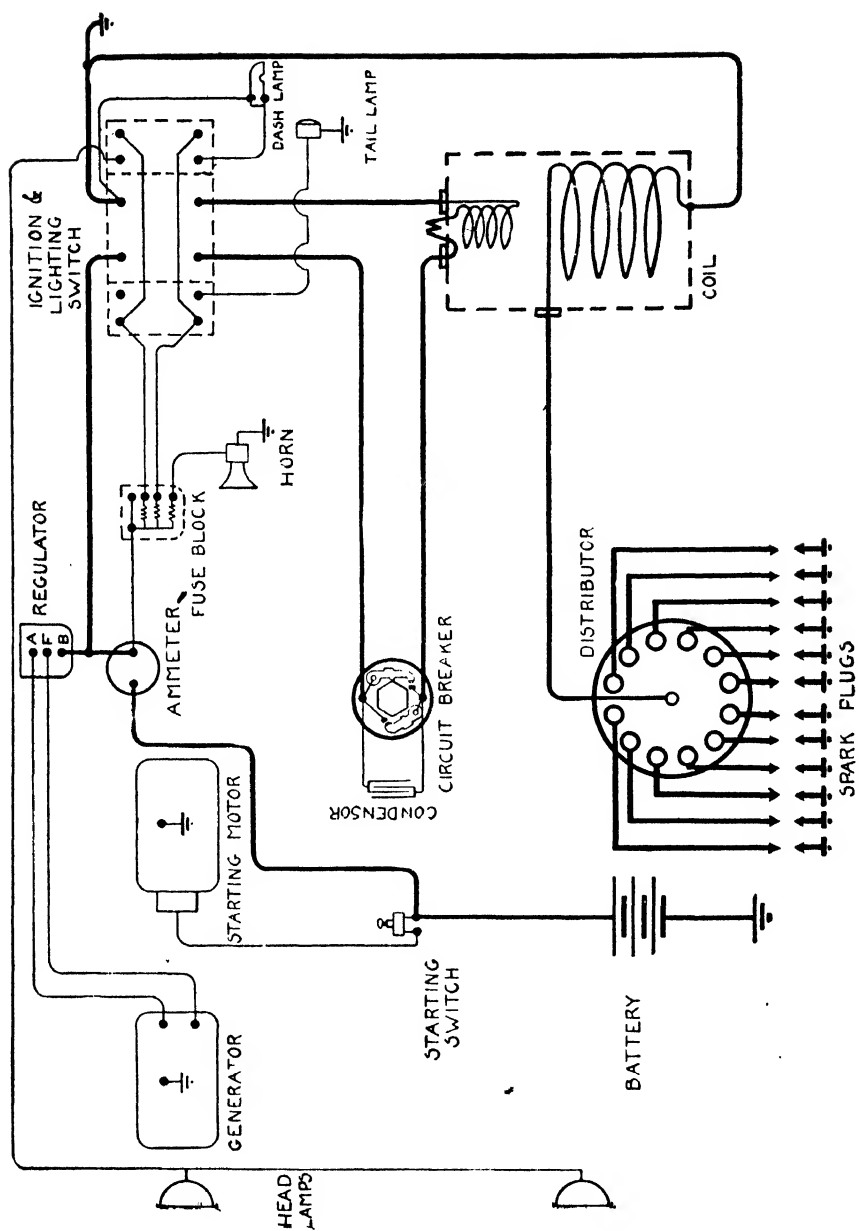 HEAD
LAMPS
GENERATOR
STARTING MOTOR
STARTING
SWITCH
BATTERY
REGULATOR
A
F
B
AMMETER
FUSE BLOCK
HORN
IGNITION &
LIGHTING
SWITCH
DASH LAMP
TAIL LAMP
CONDENSOR
CIRCUIT BREAKER
COIL
DISTRIBUTOR
SPARK PLUGS